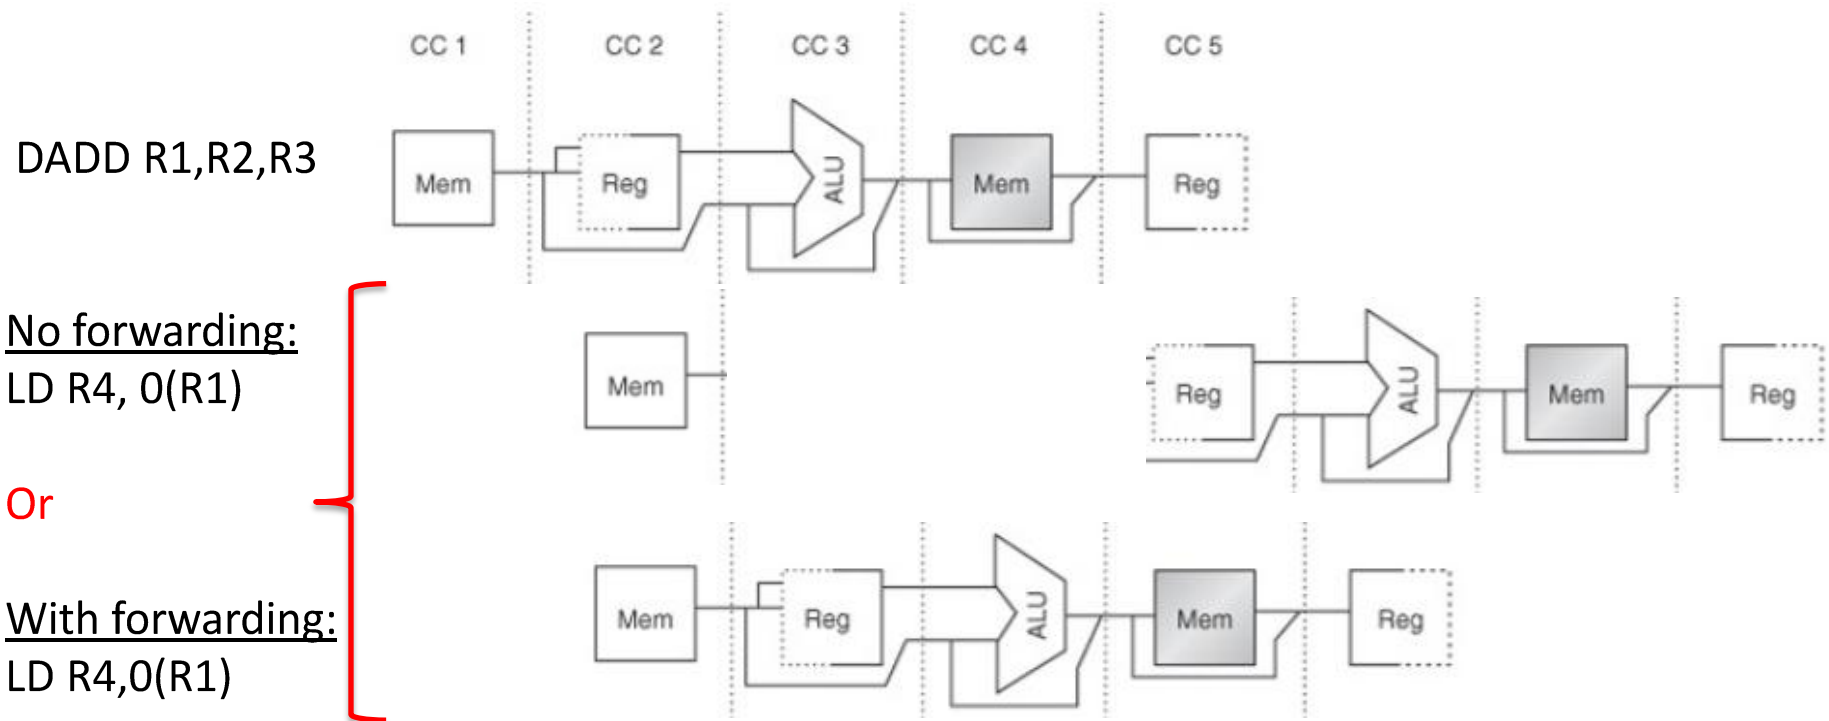 CC 1 CC 2 CC 3 CC 4 CC 5
DADD R1,R2,R3 Mem Reg ALU Mem Reg
No forwarding:
LD R4, 0(R1) Mem Reg ALU Mem Reg
Or
With forwarding: Mem Reg ALU Mem Reg
LD R4,0(R1)